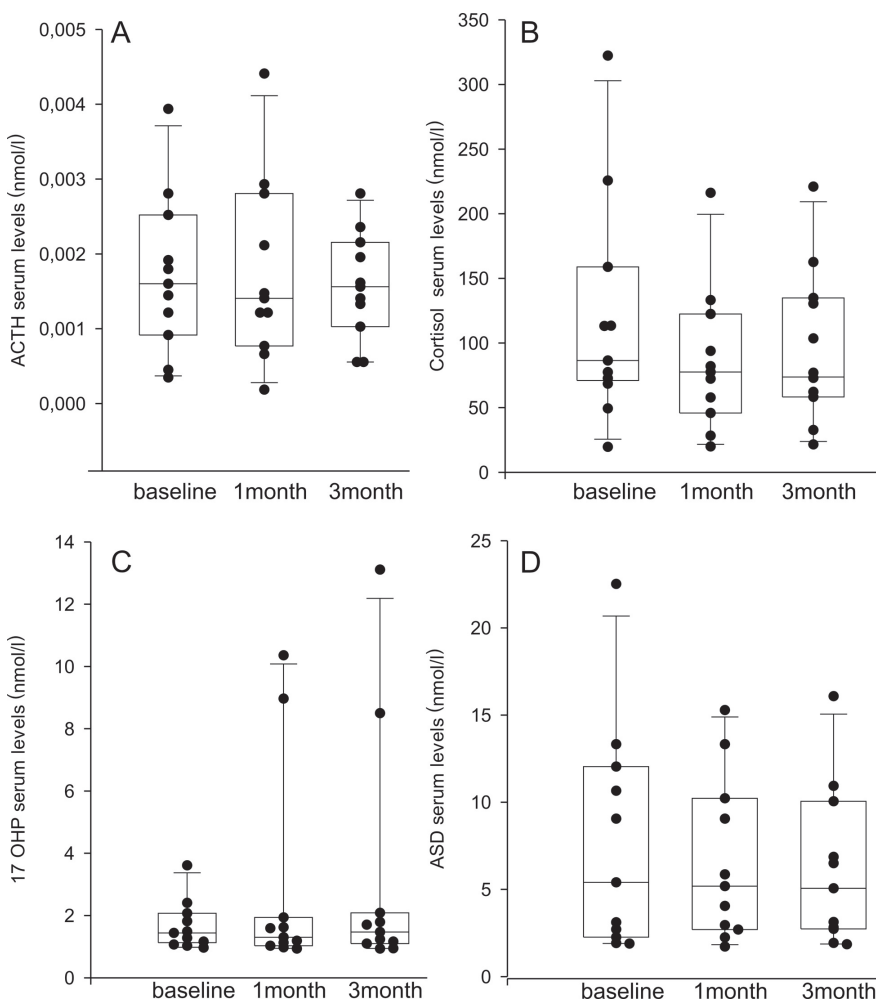 A
ACTH serum levels (nmol/l)
0,005
0,004
0,003
0,002
0,001
0,000
baseline 1month 3month
B
Cortisol serum levels (nmol/l)
350
300
250
200
150
100
50
0
baseline 1month 3month
C
17 OHP serum levels (nmol/l)
14
12
10
8
6
4
2
0
baseline 1month 3month
D
ASD serum levels (nmol/l)
25
20
15
10
5
0
baseline 1month 3month